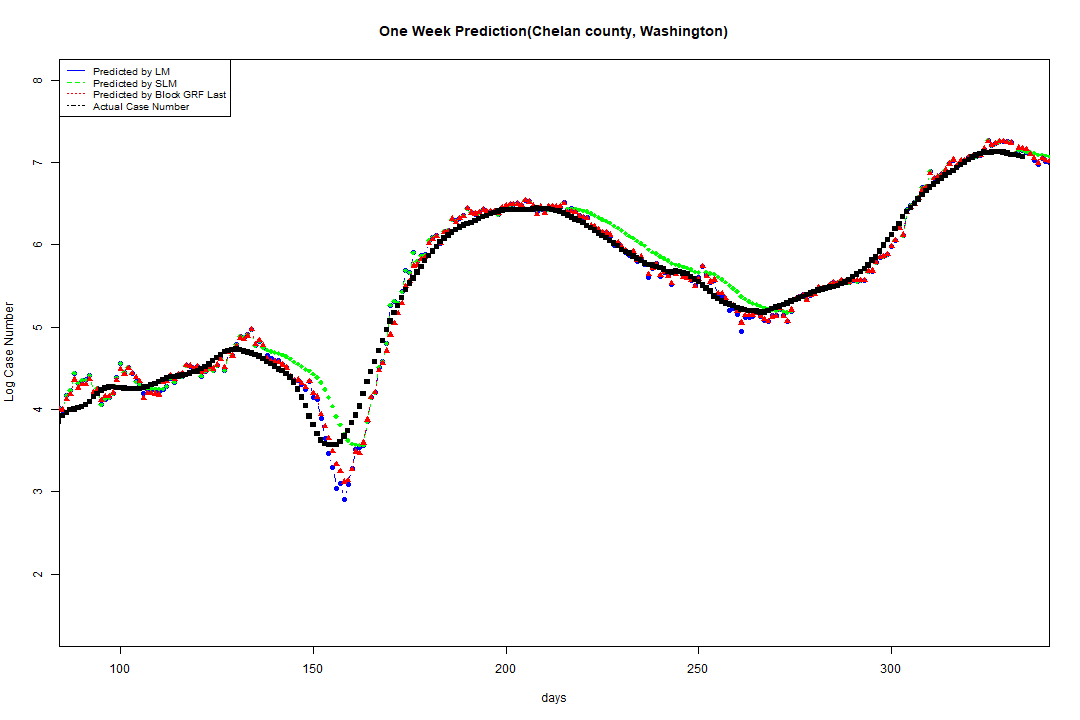 One Week Prediction(Chelan county, Washington)
Predicted by LM
Predicted by SLM
Predicted by Block GRF Last
Actual Case Number
8
7
6
5
4
3
2
Log Case Number
100 150 200 250 300
days